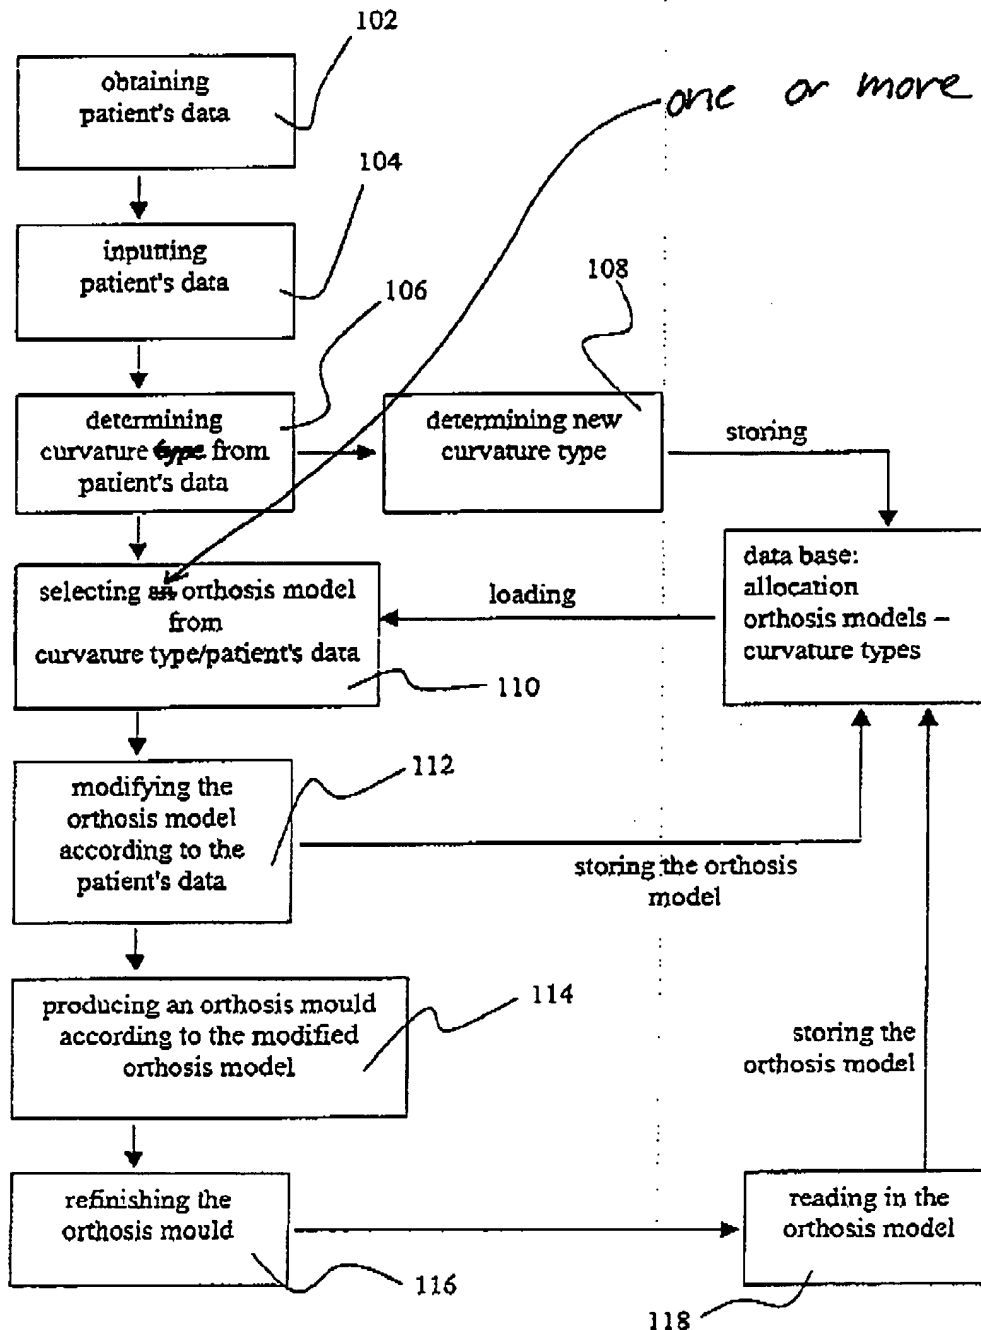 102
obtaining
patient's data
one or more
104
inputting
patient's data
106
108
determining
curvature type from
patient's data
determining new
curvature type
storing
selecting an orthosis model
from
curvature type/patient's data
loading
data base:
allocation
orthosis models –
curvature types
110
modifying the
orthosis model
according to the
patient's data
112
storing the orthosis
model
producing an orthosis mould
according to the modified
orthosis model
114
storing the
orthosis model
refinishing the
orthosis mould
reading in the
orthosis model
116
118